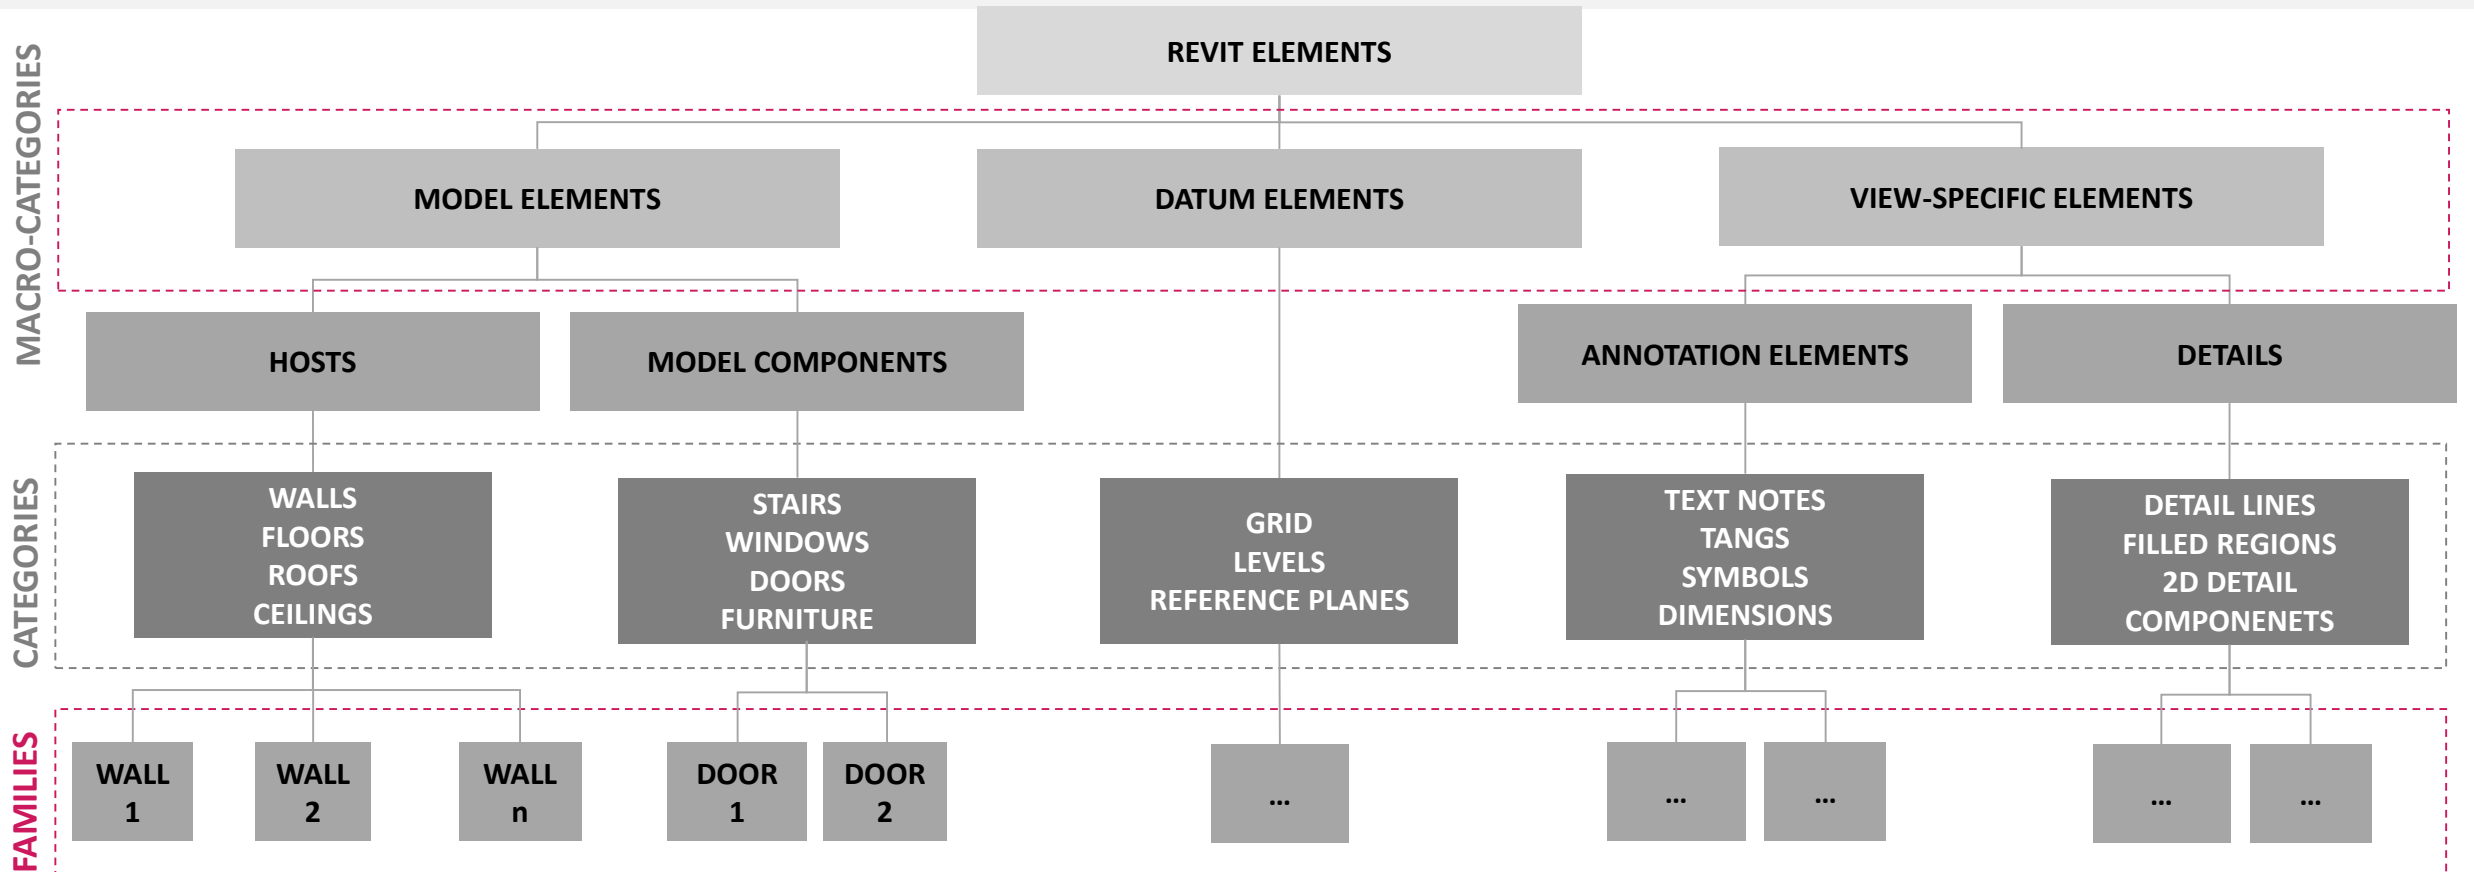 REVIT ELEMENTS
MACRO-CATEGORIES
MODEL ELEMENTS
DATUM ELEMENTS
VIEW-SPECIFIC ELEMENTS
HOSTS
MODEL COMPONENTS
ANNOTATION ELEMENTS
DETAILS
CATEGORIES
WALLS
FLOORS
ROOFS
CEILINGS
STAIRS
WINDOWS
DOORS
FURNITURE
GRID
LEVELS
REFERENCE PLANES
TEXT NOTES
TANGS
SYMBOLS
DIMENSIONS
DETAIL LINES
FILLED REGIONS
2D DETAIL
COMPONENETS
FAMILIES
WALL
1
WALL
2
WALL
n
DOOR
1
DOOR
2
...
...
...
...
...